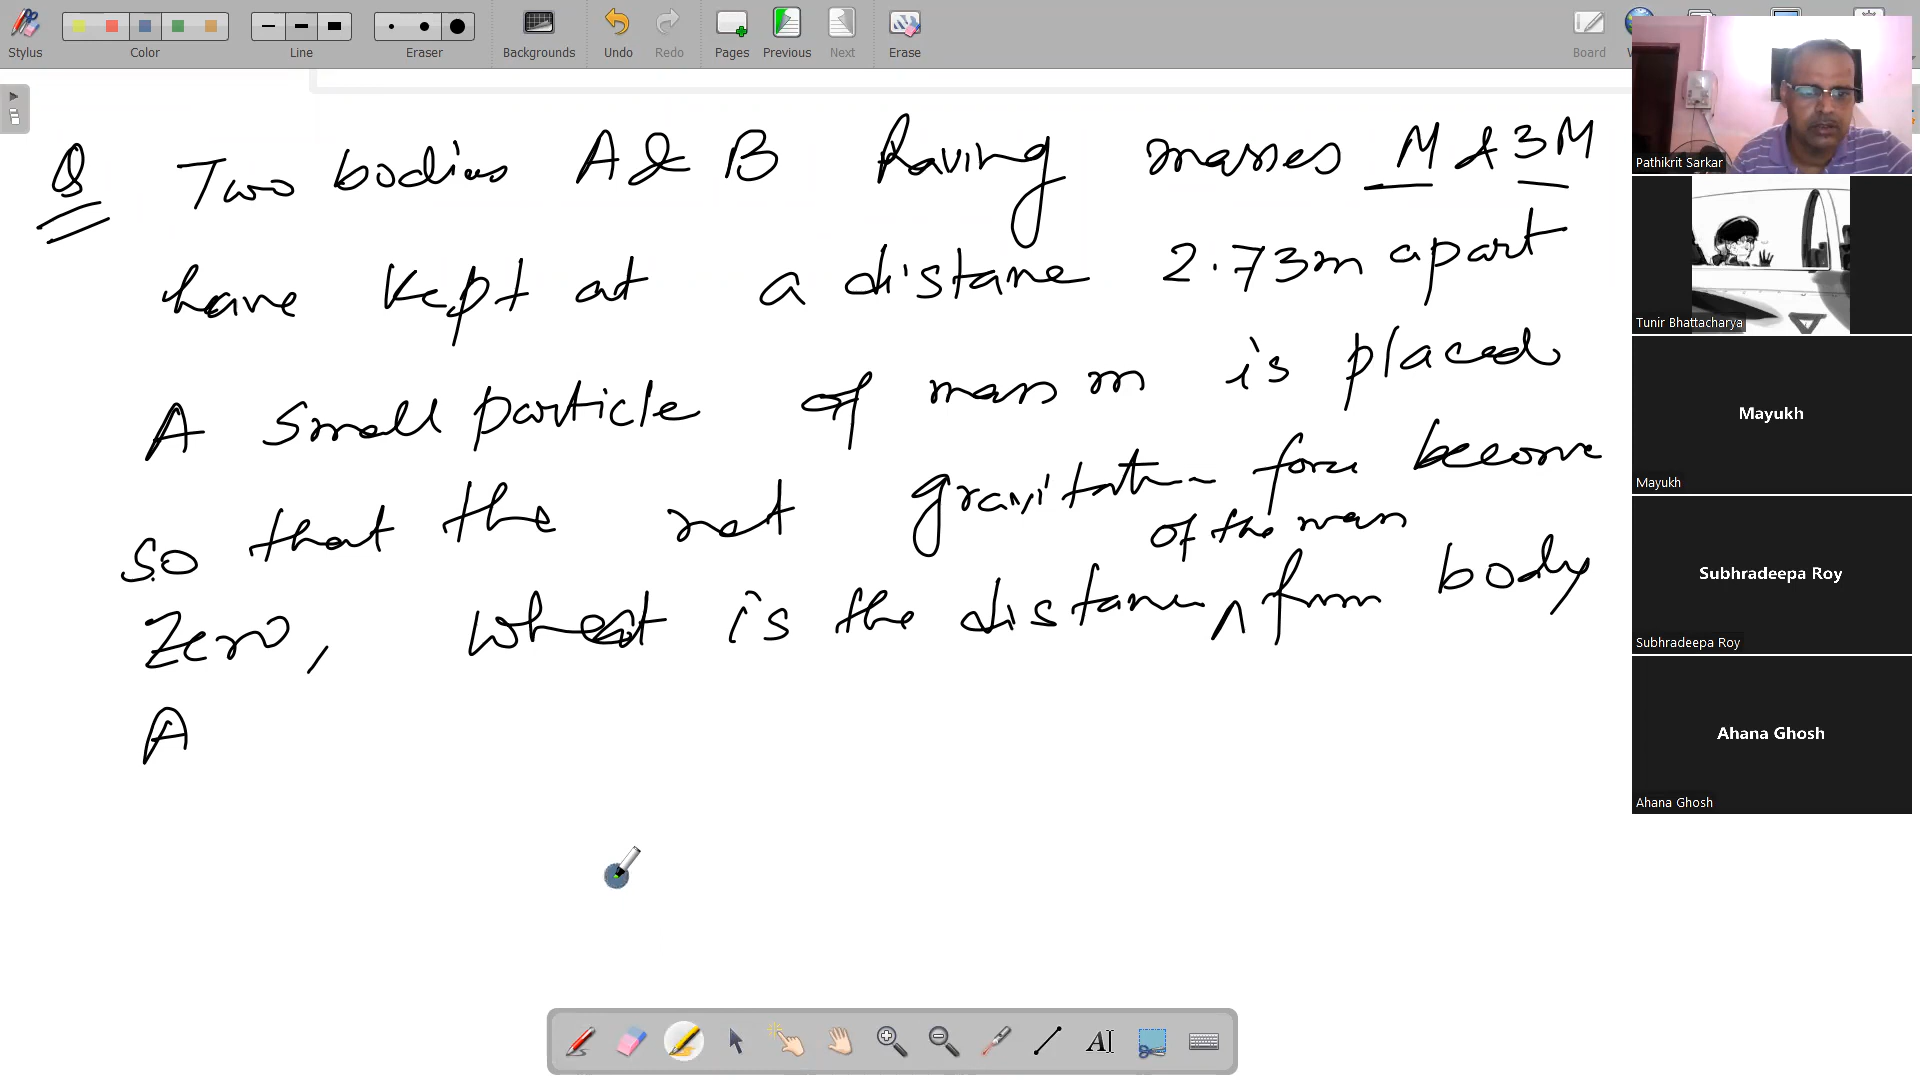 Stylus Color Line Eraser Backgrounds Undo Redo Pages Previous Next Erase Board
Q Two bodies A & B having masses M & 3M
have kept at a distane 2.73m apart
A small particle of mass m is placed
so that the net gravitation force become
of the mass
Zero, what is the distane, ^ from body
A
Pathikrit Sarkar
Tunir Bhattacharya
Mayukh
Mayukh
Subhradeepa Roy
Subhradeepa Roy
Ahana Ghosh
Ahana Ghosh
AI